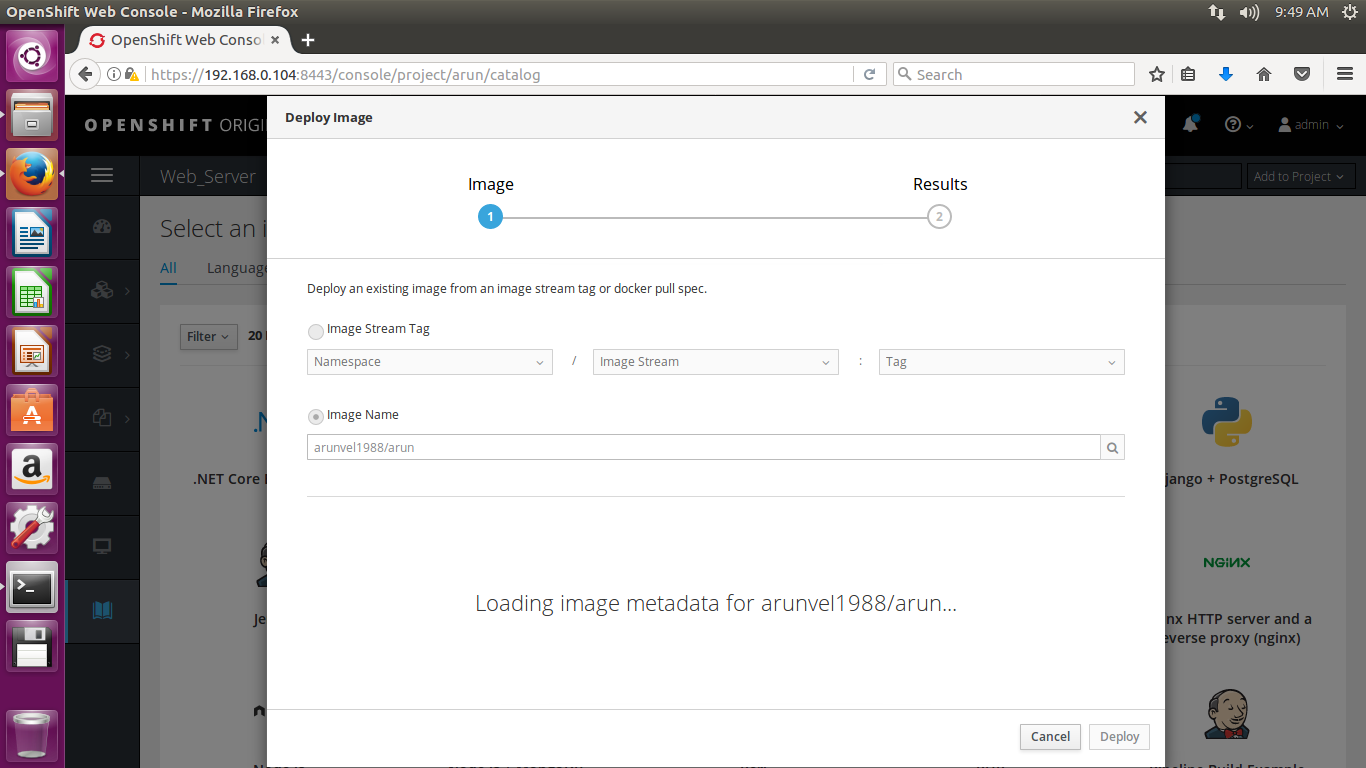 OpenShift Web Console - Mozilla Firefox
9:49 AM
OpenShift Web Conso
https://192.168.0.104:8443/console/project/arun/catalog
Search
OPENSHIFT ORIGI
admin
Web_Server
Add to Project
Select an i
All
Language
Filter
20
Deploy Image
Image
Results
1
2
Deploy an existing image from an image stream tag or docker pull spec.
Image Stream Tag
Namespace / Image Stream : Tag
Image Name
arunvel1988/arun
Loading image metadata for arunvel1988/arun...
Cancel
Deploy
.N
.NET Core
jango + PostgreSQL
NGINX
Je
nx HTTP server and a
everse proxy (nginx)